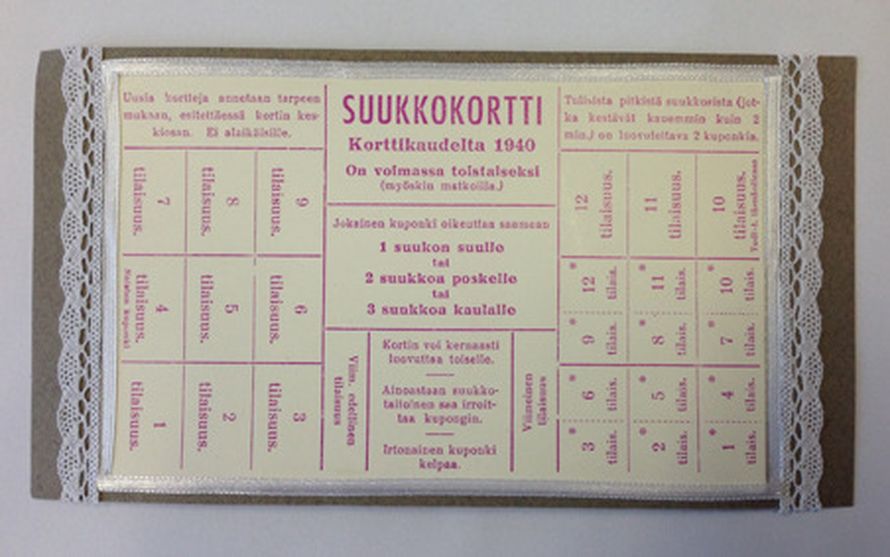 Uusia kortteja annetaan tarpeen
mukaan, esitettäessä kortin kes-
kiosan. Ei alaikäisille.
7
tilaisuus.
8
tilaisuus.
9
tilaisuus.
4
tilaisuus.
kuponki
5
tilaisuus.
6
tilaisuus.
1
tilaisuus.
2
tilaisuus.
3
tilaisuus.
SUUKKOKORTTI
Korttikaudelta 1940
On voimassa toistaiseksi
(myöskin matkoilla.)
Jokainen kuponki oikeuttaa saamaan
1 suukon suulle
tai
2 suukkoa poskelle
tai
3 suukkoa kaulalle
Viim. edellinen
tilaisuus
Kortin voi kernaasti
luovuttaa toiselle.
Ainoastaan suukko-
taitoinen saa irroit-
taa kupongin.
Irtonainen kuponki
kelpaa.
Viimeinen
tilaisuus
Tulisista pitkistä suukkosista (jot-
ka kestävät kauemmin kuin 2
min.) on luovutettava 2 kuponkia.
12
tilaisuus.
11
tilaisuus.
10
tilaisuus.
* 12
tilais.
* 11
tilais.
* 10
tilais.
* 9
tilais.
* 8
tilais.
* 7
tilais.
* 6
tilais.
* 5
tilais.
* 4
tilais.
* 3
tilais.
* 2
tilais.
* 1
tilais.